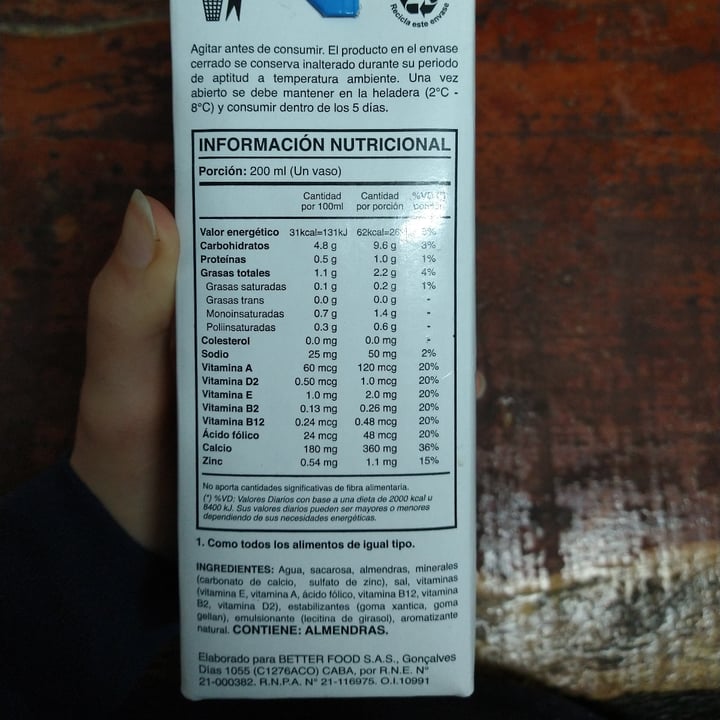 Recicla este envase
Agitar antes de consumir. El producto en el envase
cerrado se conserva inalterado durante su periodo
de aptitud a temperatura ambiente. Una vez
abierto se debe mantener en la heladera (2°C -
8°C) y consumir dentro de los 5 días.
INFORMACIÓN NUTRICIONAL
Porción: 200 ml (Un vaso)
Cantidad Cantidad %VD (*)
por 100ml por porción
Valor energético 31kcal=131kJ 62kcal=26 3%
Carbohidratos 4.8 g 9.6 g 3%
Proteínas 0.5 g 1.0 g 1%
Grasas totales 1.1 g 2.2 g 4%
Grasas saturadas 0.1 g 0.2 g 1%
Grasas trans 0.0 g 0.0 g -
Monoinsaturadas 0.7 g 1.4 g -
Poliinsaturadas 0.3 g 0.6 g -
Colesterol 0.0 mg 0.0 mg -
Sodio 25 mg 50 mg 2%
Vitamina A 60 mcg 120 mcg 20%
Vitamina D2 0.50 mcg 1.0 mcg 20%
Vitamina E 1.0 mg 2.0 mg 20%
Vitamina B2 0.13 mg 0.26 mg 20%
Vitamina B12 0.24 mcg 0.48 mcg 20%
Ácido fólico 24 mcg 48 mcg 20%
Calcio 180 mg 360 mg 36%
Zinc 0.54 mg 1.1 mg 15%
No aporta cantidades significativas de fibra alimentaria.
(*) %VD: Valores Diarios con base a una dieta de 2000 kcal u
8400 kJ. Sus valores diarios pueden ser mayores o menores
dependiendo de sus necesidades energéticas.
1. Como todos los alimentos de igual tipo.
INGREDIENTES: Agua, sacarosa, almendras, minerales
(carbonato de calcio, sulfato de zinc), sal, vitaminas
(vitamina E, vitamina A, ácido fólico, vitamina B12, vitamina
B2, vitamina D2), estabilizantes (goma xantica, goma
gellan), emulsionante (lecitina de girasol), aromatizante
natural. CONTIENE: ALMENDRAS.
Elaborado para BETTER FOOD S.A.S., Gonçalves
Dias 1055 (C1276ACO) CABA, por R.N.E. N°
21-000382. R.N.P.A. N° 21-116975. O.I.10991